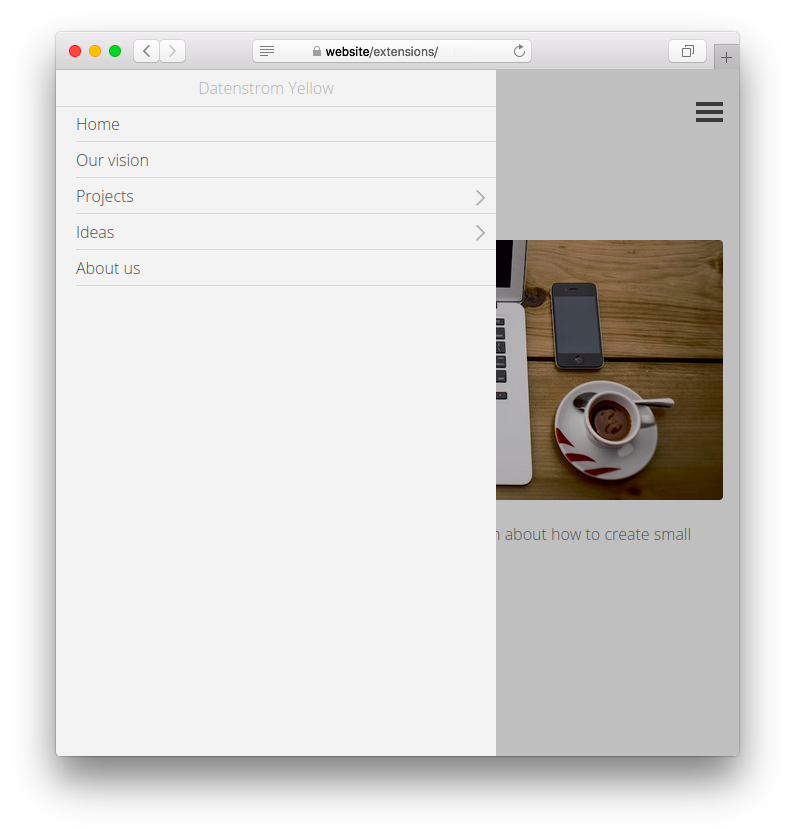 website/extensions/
Datenstrom Yellow
Home
Our vision
Projects
Ideas
About us
about how to create small